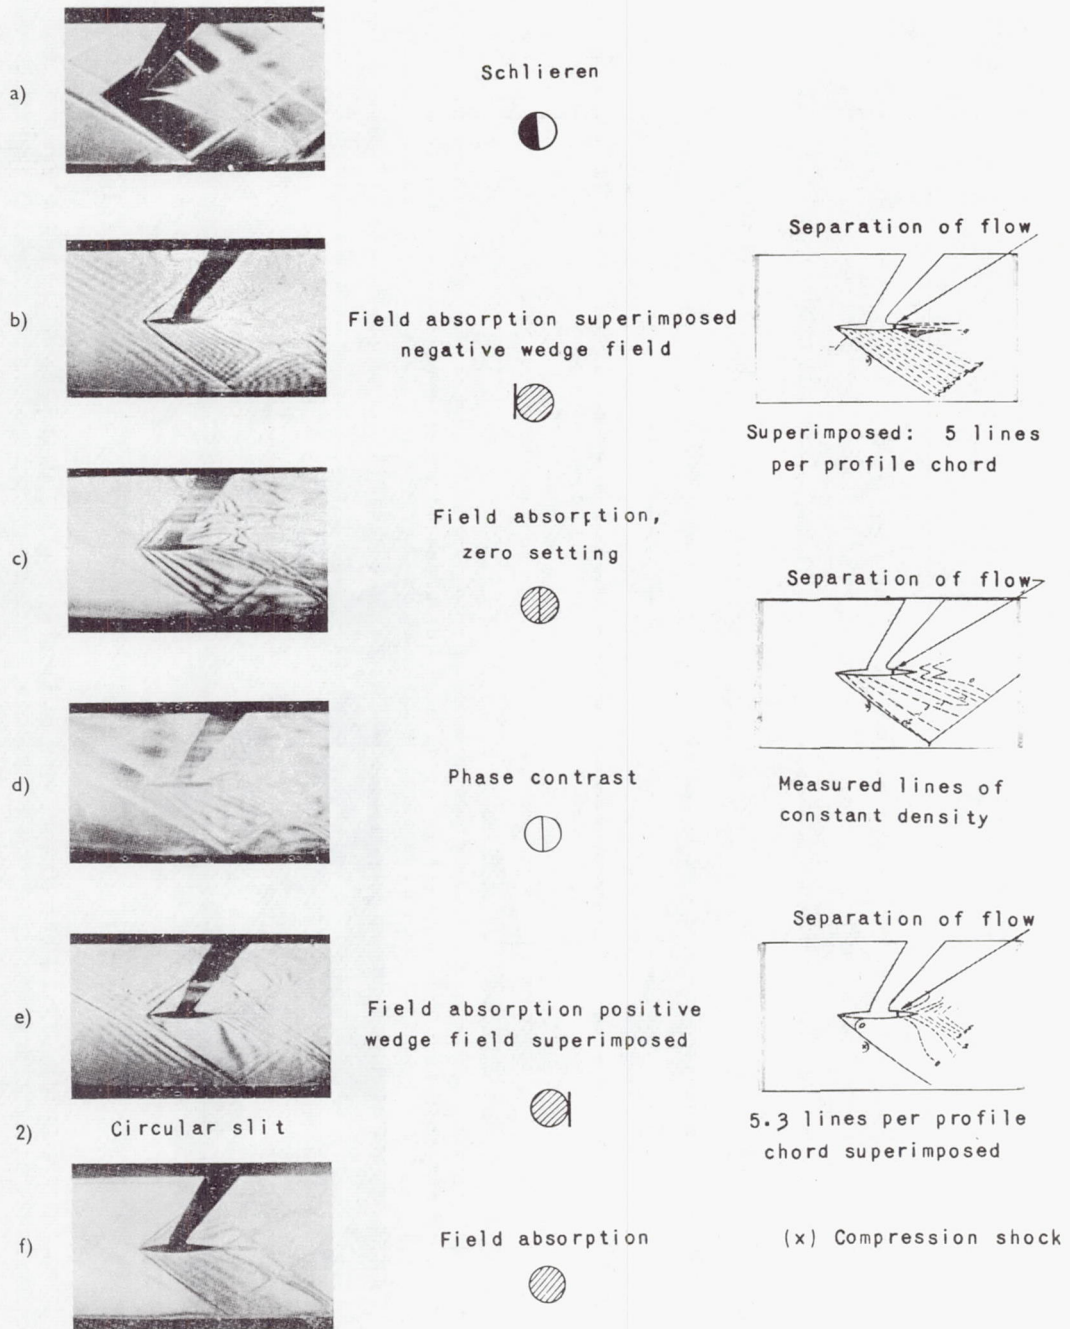 a)
Schlieren
b)
Field absorption superimposed
negative wedge field
Separation of flow
Superimposed: 5 lines
per profile chord
c)
Field absorption,
zero setting
Separation of flow
Measured lines of
constant density
d)
Phase contrast
e)
Field absorption positive
wedge field superimposed
Separation of flow
5.3 lines per profile
chord superimposed
2)
Circular slit
f)
Field absorption
(x) Compression shock